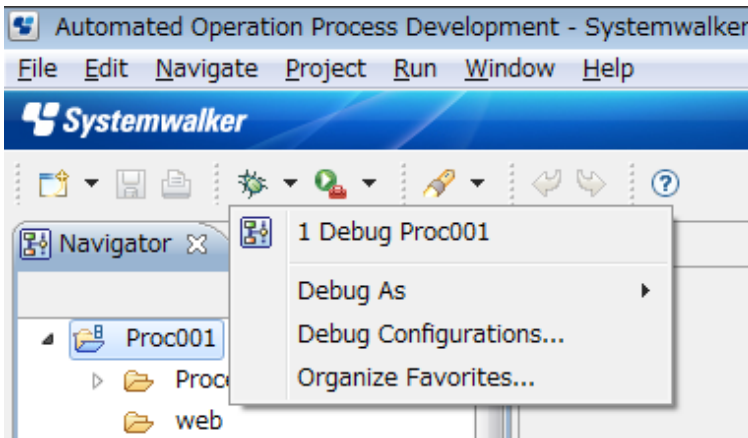 Automated Operation Process Development - Systemwalker
File Edit Navigate Project Run Window Help
Systemwalker
Navigator
1 Debug Proc001
Debug As
Debug Configurations...
Organize Favorites...
Proc001
Proce
web